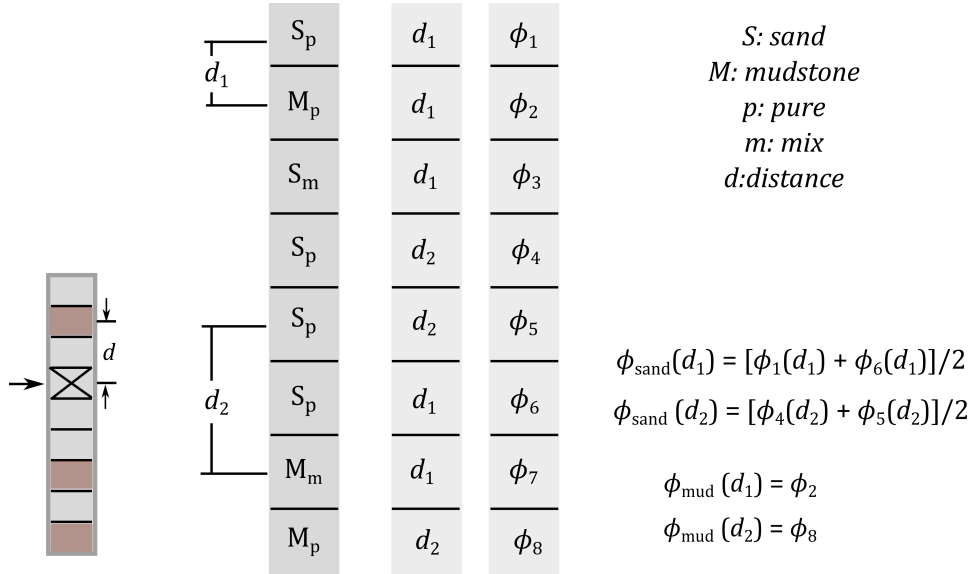 Sₚ d₁ ϕ₁
d₁
Mₚ d₁ ϕ₂
Sₘ d₁ ϕ₃
Sₚ d₂ ϕ₄
Sₚ d₂ ϕ₅
d₂
Sₚ d₁ ϕ₆
Mₘ d₁ ϕ₇
Mₚ d₂ ϕ₈
d
S: sand
M: mudstone
p: pure
m: mix
d:distance
ϕsand(d₁) = [ϕ₁(d₁) + ϕ₆(d₁)]/2
ϕsand (d₂) = [ϕ₄(d₂) + ϕ₅(d₂)]/2
ϕmud (d₁) = ϕ₂
ϕmud (d₂) = ϕ₈